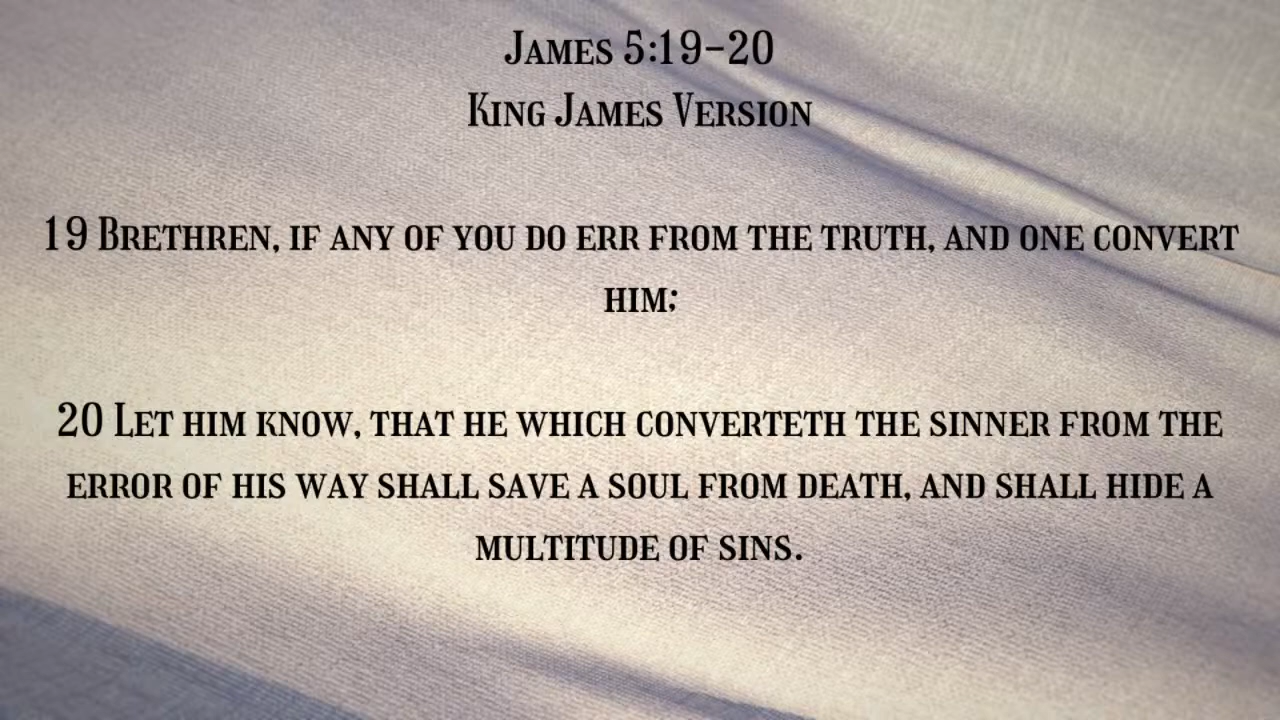 James 5:19-20
King James Version
19 Brethren, if any of you do err from the truth, and one convert
him;
20 Let him know, that he which converteth the sinner from the
error of his way shall save a soul from death, and shall hide a
multitude of sins.